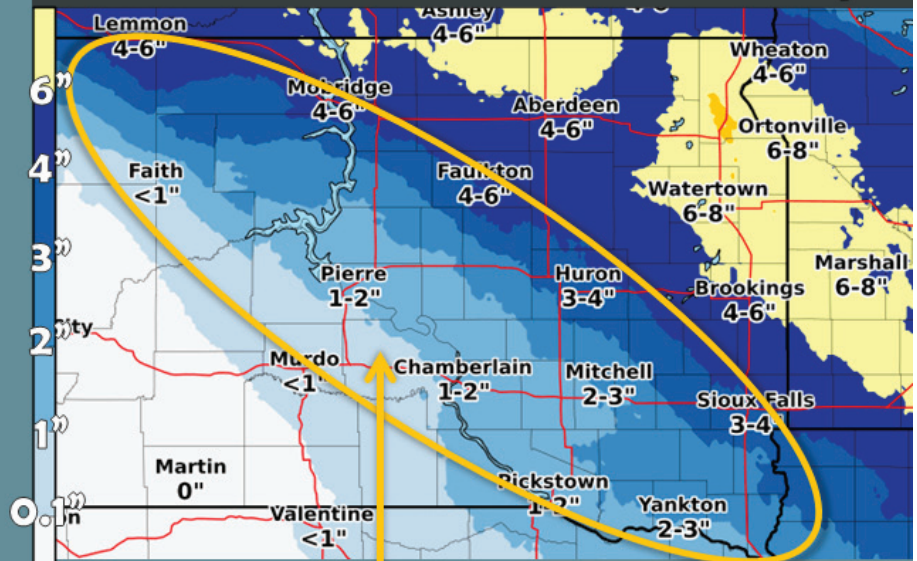 Lemmon
4-6"
Ashley
4-6"
Wheaton
4-6"
6"
Mobridge
4-6"
Aberdeen
4-6"
Ortonville
6-8"
4"
Faith
<1"
Faulkton
4-6"
Watertown
6-8"
3"
Pierre
1-2"
Huron
3-4"
Brookings
4-6"
Marshall
6-8"
City
2"
Murdo
<1"
Chamberlain
1-2"
Mitchell
2-3"
Sioux Falls
3-4
1"
Martin
0"
Pickstown
1-2"
0.1"
Valentine
<1"
Yankton
2-3"